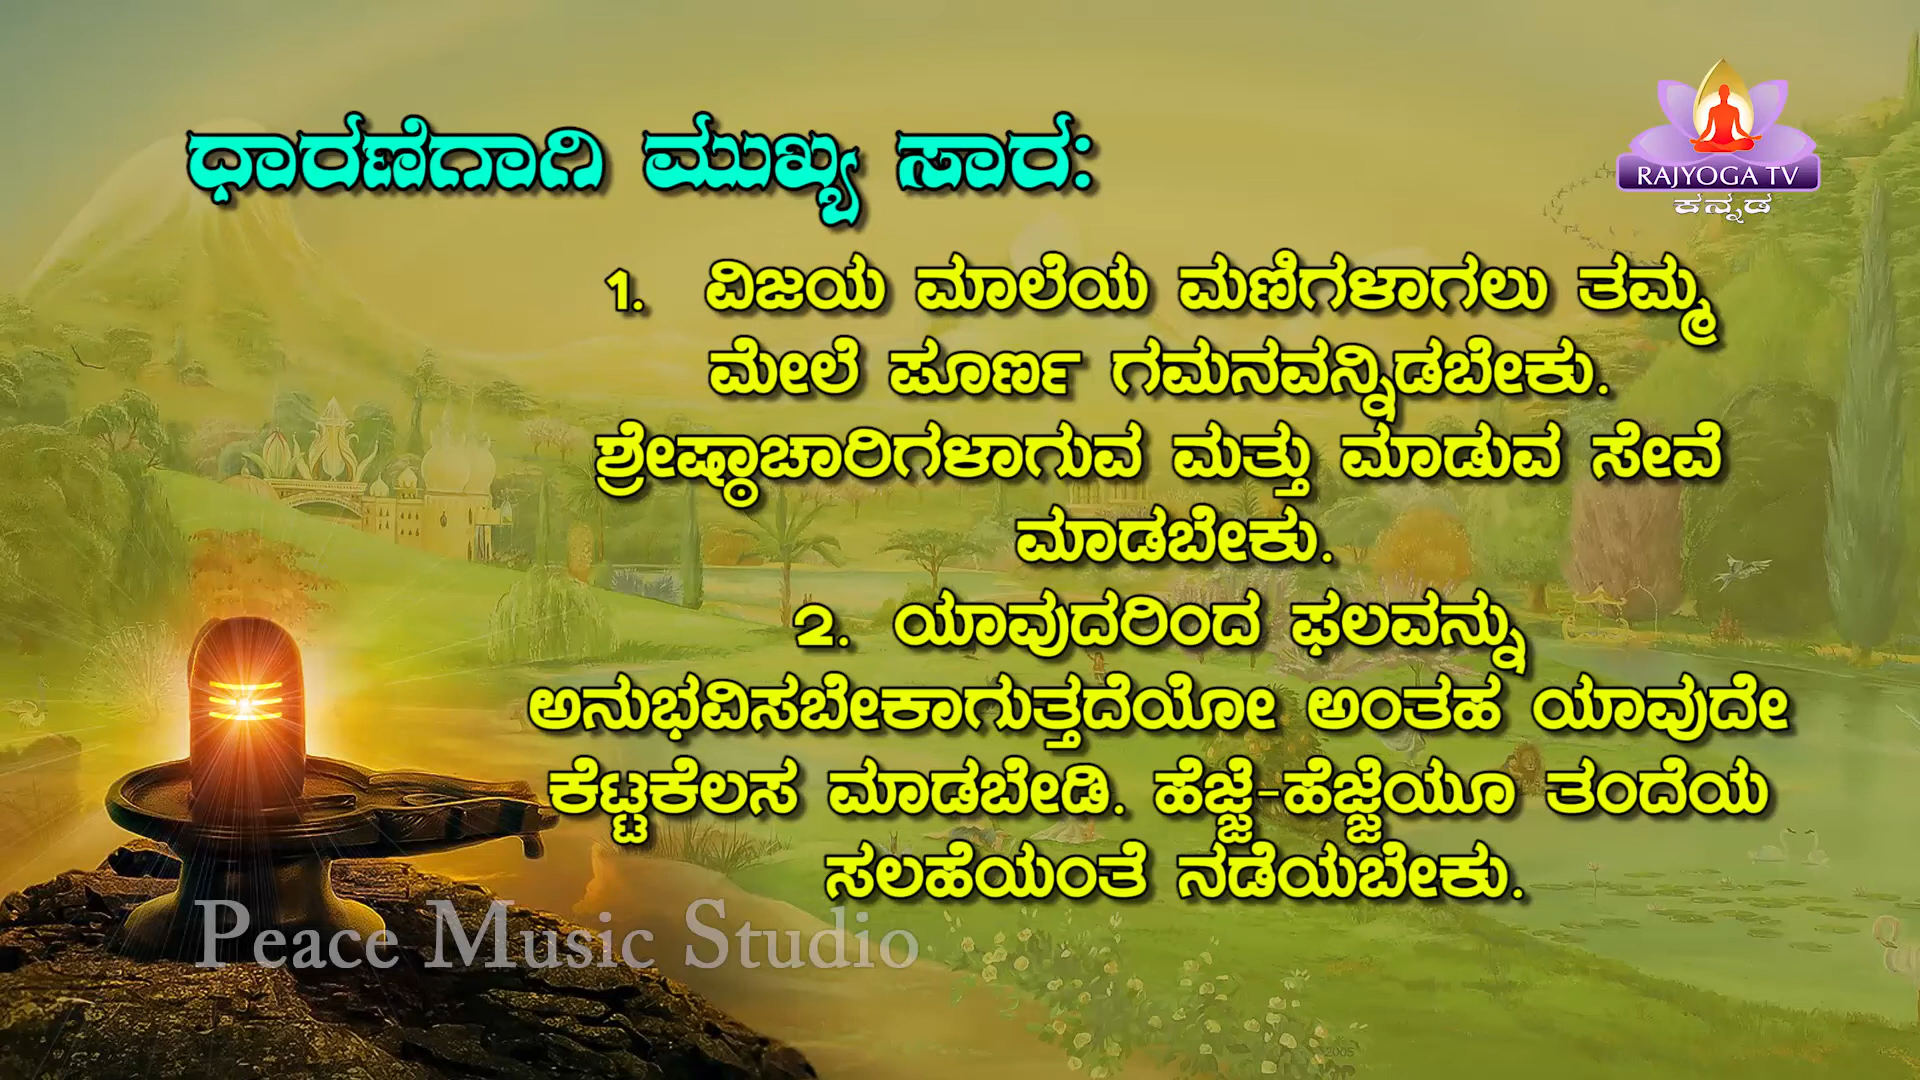 ಧಾರಣೆಗಾಗಿ ಮುಖ್ಯ ಸಾರ:
RAJYOGA TV
ಕನ್ನಡ
1. ವಿಜಯ ಮಾಲೆಯ ಮಣಿಗಳಾಗಲು ತಮ್ಮ
ಮೇಲೆ ಪೂರ್ಣ ಗಮನವನ್ನಿಡಬೇಕು.
ಶ್ರೇಷ್ಠಾಚಾರಿಗಳಾಗುವ ಮತ್ತು ಮಾಡುವ ಸೇವೆ
ಮಾಡಬೇಕು.
2. ಯಾವುದರಿಂದ ಫಲವನ್ನು
ಅನುಭವಿಸಬೇಕಾಗುತ್ತದೆಯೋ ಅಂತಹ ಯಾವುದೇ
ಕೆಟ್ಟಕೆಲಸ ಮಾಡಬೇಡಿ. ಹೆಜ್ಜೆ-ಹೆಜ್ಜೆಯೂ ತಂದೆಯ
ಸಲಹೆಯಂತೆ ನಡೆಯಬೇಕು.
Peace Music Studio
2005